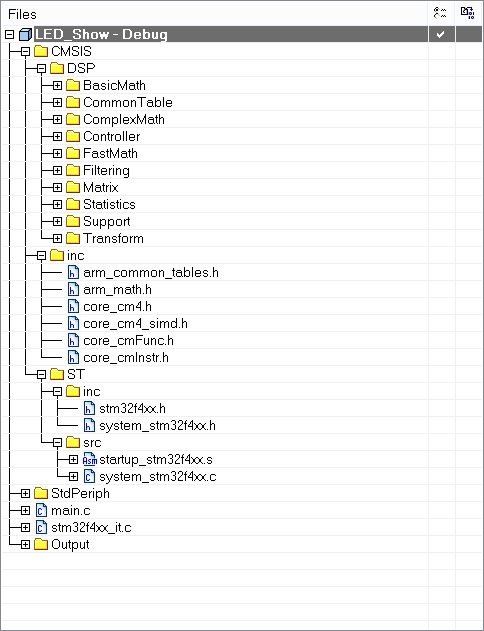 Files
LED_Show - Debug
CMSIS
DSP
BasicMath
CommonTable
ComplexMath
Controller
FastMath
Filtering
Matrix
Statistics
Support
Transform
inc
arm_common_tables.h
arm_math.h
core_cm4.h
core_cm4_simd.h
core_cmFunc.h
core_cmInstr.h
ST
inc
stm32f4xx.h
system_stm32f4xx.h
src
startup_stm32f4xx.s
system_stm32f4xx.c
StdPeriph
main.c
stm32f4xx_it.c
Output